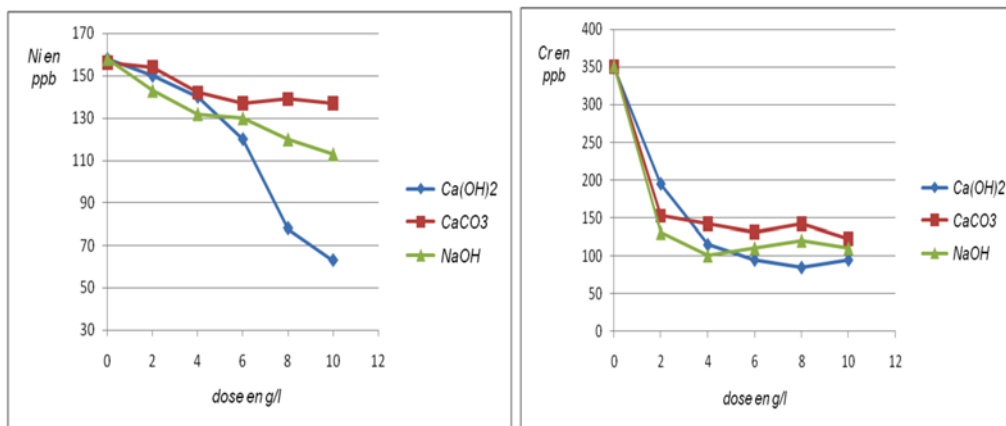 170
150
130
110
90
70
50
30
Ni en
ppb
0 2 4 6 8 10 12
dose en g/l
Ca(OH)2
CaCO3
NaOH
400
350
300
250
200
150
100
50
0
Cr en
ppb
0 2 4 6 8 10 12
dose en g/l
Ca(OH)2
CaCO3
NaOH